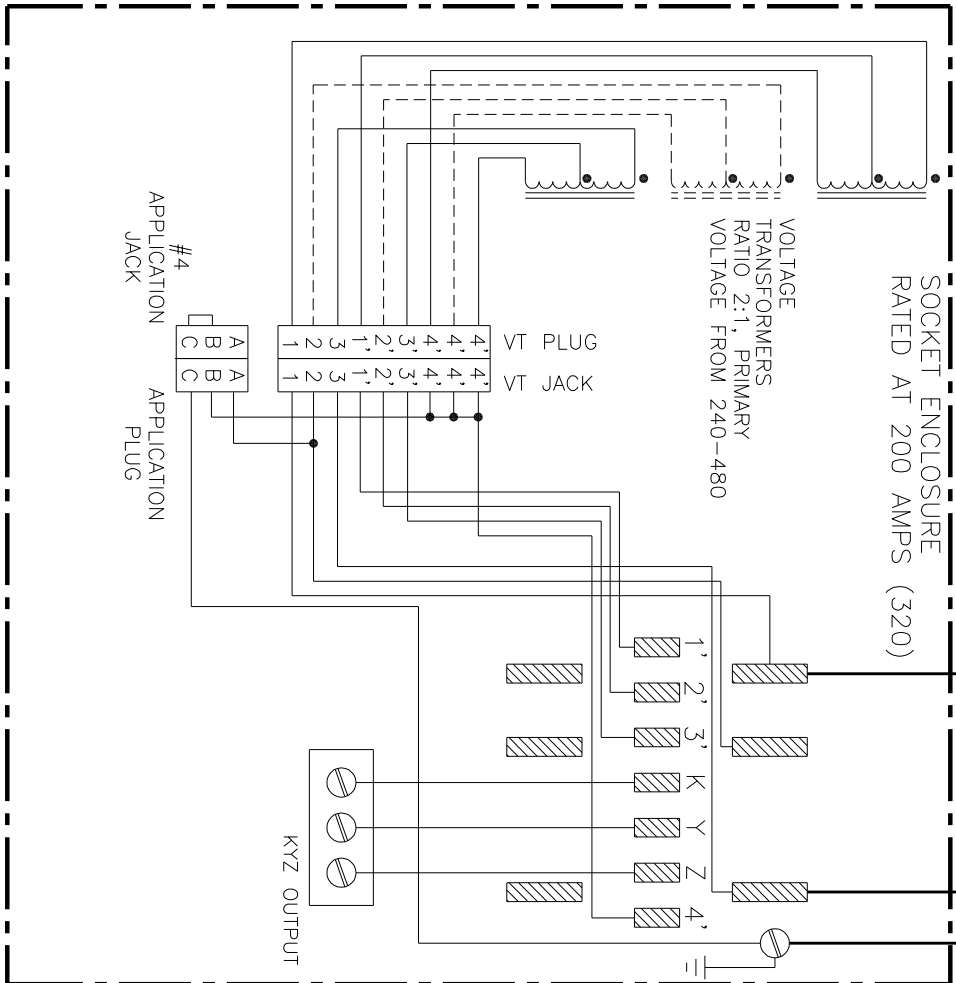 SOCKET ENCLOSURE
RATED AT 200 AMPS (320)
VOLTAGE
TRANSFORMERS
RATIO 2:1, PRIMARY
VOLTAGE FROM 240-480
VT PLUG
4'
4'
4'
3'
2'
1'
3
2
1
VT JACK
4'
4'
4'
3'
2'
1'
3
2
1
#4
APPLICATION
JACK
A
B
C
APPLICATION
PLUG
A
B
C
1'
2'
3'
K
Y
Z
4'
KYZ OUTPUT